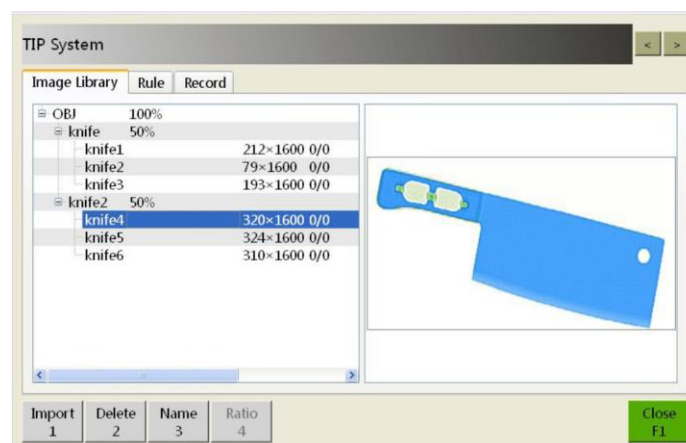 TIP System
< >
Image Library Rule Record
OBJ 100%
knife 50%
knife1 212×1600 0/0
knife2 79×1600 0/0
knife3 193×1600 0/0
knife2 50%
knife4 320×1600 0/0
knife5 324×1600 0/0
knife6 310×1600 0/0
Import Delete Name Ratio Close
1 2 3 4 F1